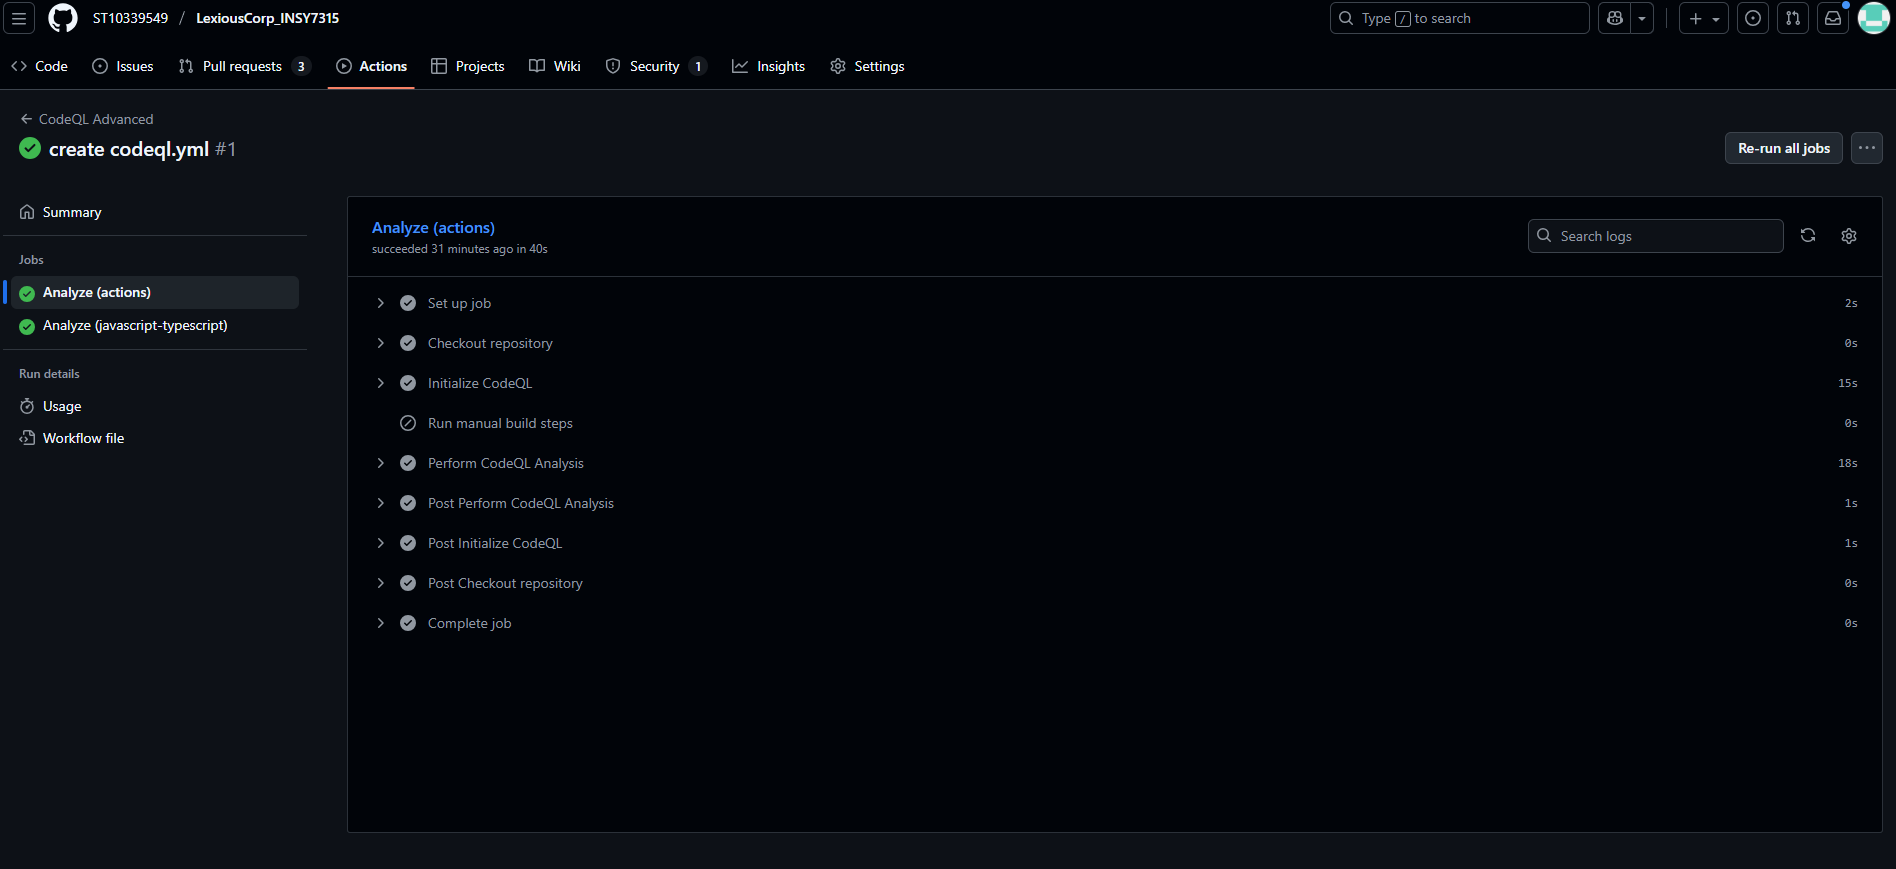 ST10339549 / LexiousCorp_INSY7315
Type / to search
Code
Issues
Pull requests 3
Actions
Projects
Wiki
Security 1
Insights
Settings
CodeQL Advanced
create codeql.yml #1
Re-run all jobs
Summary
Jobs
Analyze (actions)
Analyze (javascript-typescript)
Run details
Usage
Workflow file
Analyze (actions)
succeeded 31 minutes ago in 40s
Search logs
Set up job 2s
Checkout repository 0s
Initialize CodeQL 15s
Run manual build steps 0s
Perform CodeQL Analysis 18s
Post Perform CodeQL Analysis 1s
Post Initialize CodeQL 1s
Post Checkout repository 0s
Complete job 0s